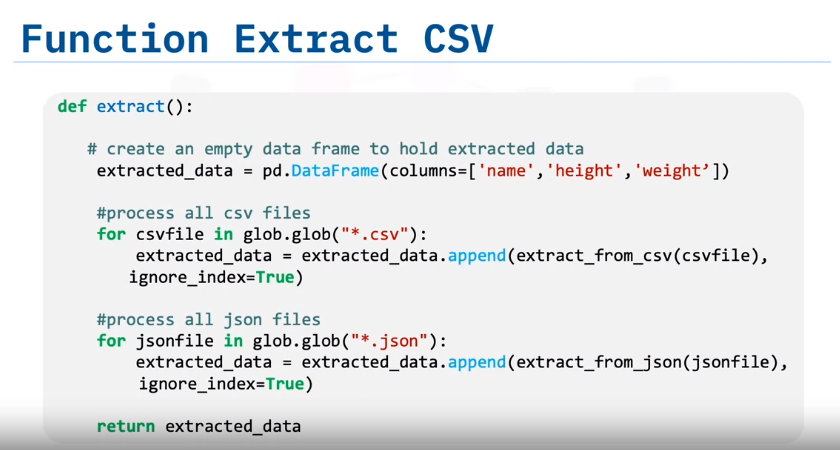 Function Extract CSV
def extract():
# create an empty data frame to hold extracted data
extracted_data = pd.DataFrame(columns=['name','height','weight’])
#process all csv files
for csvfile in glob.glob("*.csv"):
extracted_data = extracted_data.append(extract_from_csv(csvfile),
ignore_index=True)
#process all json files
for jsonfile in glob.glob("*.json"):
extracted_data = extracted_data.append(extract_from_json(jsonfile),
ignore_index=True)
return extracted_data